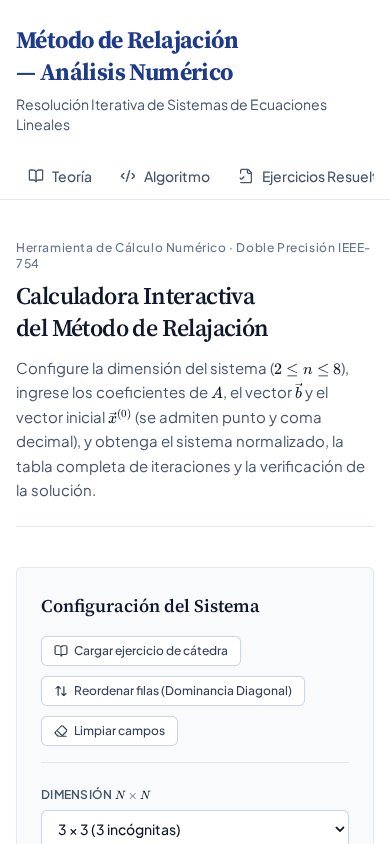 Método de Relajación
— Análisis Numérico
Resolución Iterativa de Sistemas de Ecuaciones
Lineales
Teoría
Algoritmo
Ejercicios Resuelt
Herramienta de Cálculo Numérico · Doble Precisión IEEE-
754
Calculadora Interactiva
del Método de Relajación
Configure la dimensión del sistema (2 ≤ n ≤ 8),
ingrese los coeficientes de A, el vector b⃗ y el
vector inicial x⃗⁽⁰⁾ (se admiten punto y coma
decimal), y obtenga el sistema normalizado, la
tabla completa de iteraciones y la verificación de
la solución.
Configuración del Sistema
Cargar ejercicio de cátedra
Reordenar filas (Dominancia Diagonal)
Limpiar campos
DIMENSIÓN N × N
3 × 3 (3 incógnitas)